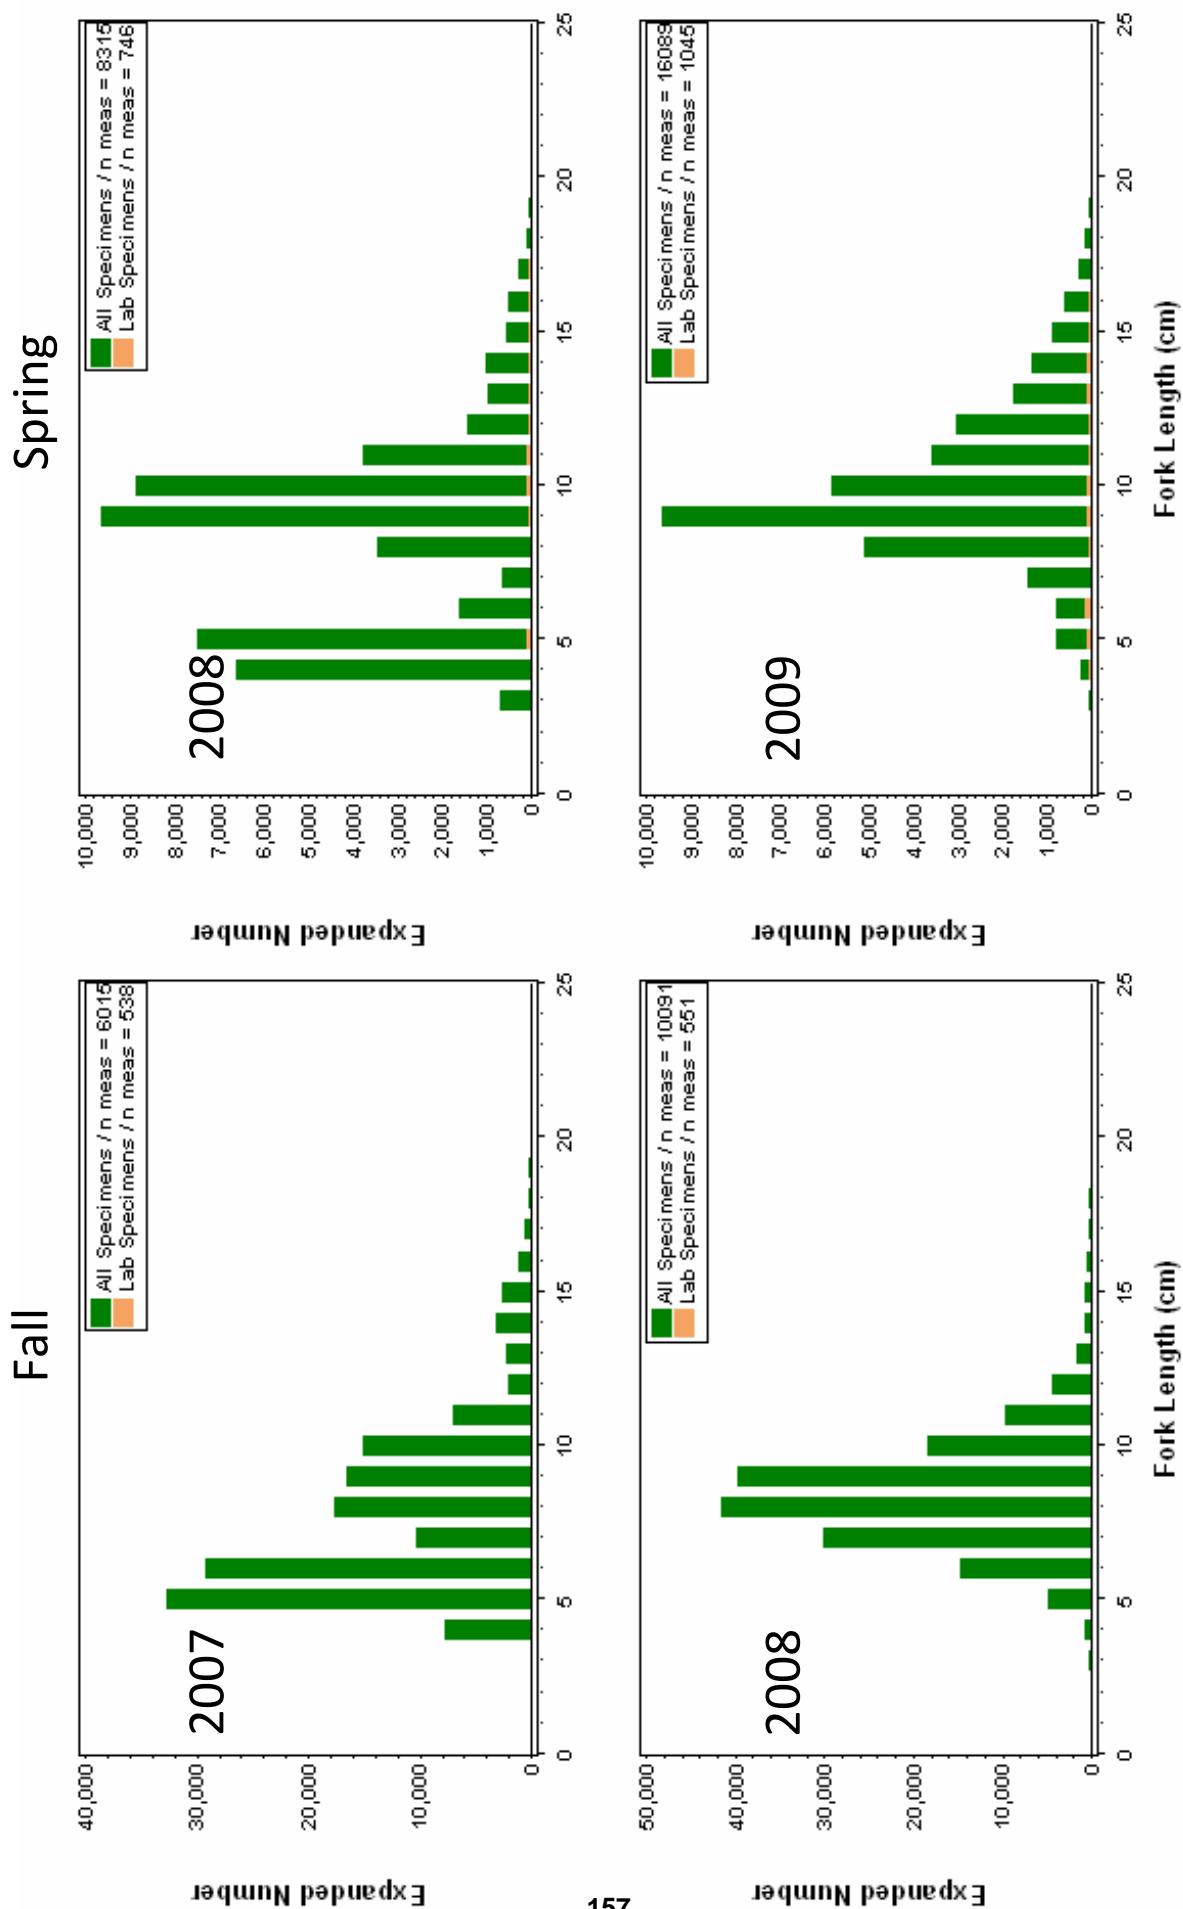 Fall
Spring
2007
All Specimens / n meas = 6015
Lab Specimens / n meas = 538
Expanded Number
40,000
30,000
20,000
10,000
0
0 5 10 15 20 25
2008
All Specimens / n meas = 8315
Lab Specimens / n meas = 746
Expanded Number
10,000
9,000
8,000
7,000
6,000
5,000
4,000
3,000
2,000
1,000
0
0 5 10 15 20 25
2008
All Specimens / n meas = 10091
Lab Specimens / n meas = 551
Expanded Number
50,000
40,000
30,000
20,000
10,000
0
0 5 10 15 20 25
Fork Length (cm)
2009
All Specimens / n meas = 16089
Lab Specimens / n meas = 1045
Expanded Number
10,000
9,000
8,000
7,000
6,000
5,000
4,000
3,000
2,000
1,000
0
0 5 10 15 20 25
Fork Length (cm)
157